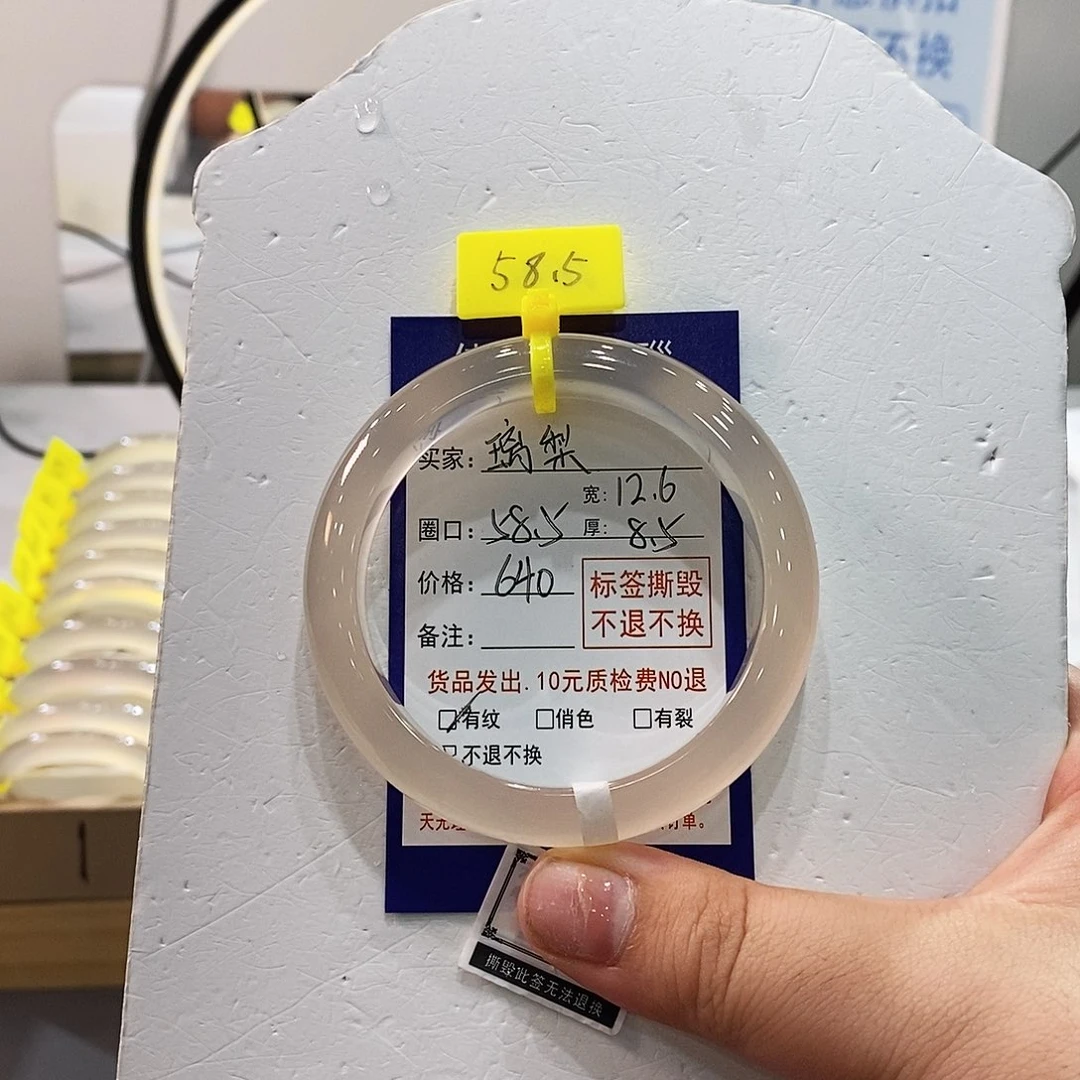 不换
58.5
买家：璃梨
宽：12.6
圈口：58.5 厚：8.5
价格：640
标签撕毁
不退不换
备注：
货品发出.10元质检费NO退
□有纹 □俏色 □有裂
不退不换
撕毁此签无法退换